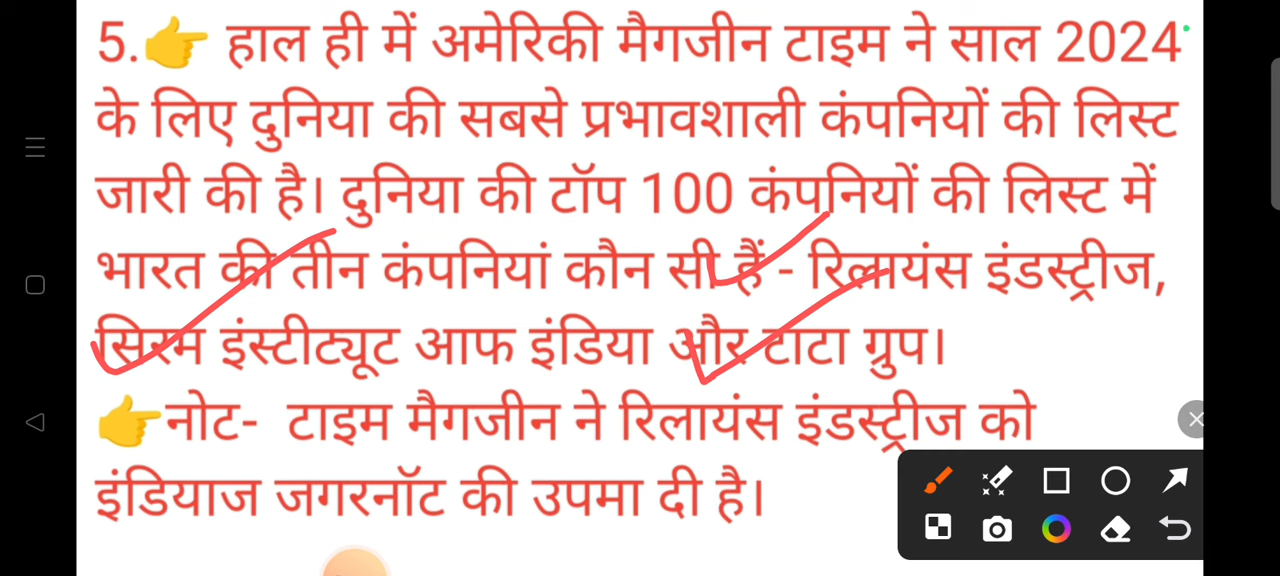 5.👉 हाल ही में अमेरिकी मैगजीन टाइम ने साल 2024
के लिए दुनिया की सबसे प्रभावशाली कंपनियों की लिस्ट
जारी की है। दुनिया की टॉप 100 कंपनियों की लिस्ट में
भारत की तीन कंपनियां कौन सी हैं - रिलायंस इंडस्ट्रीज,
सिरम इंस्टीट्यूट आफ इंडिया और टाटा ग्रुप।
👉नोट- टाइम मैगजीन ने रिलायंस इंडस्ट्रीज को
इंडियाज जगरनॉट की उपमा दी है।